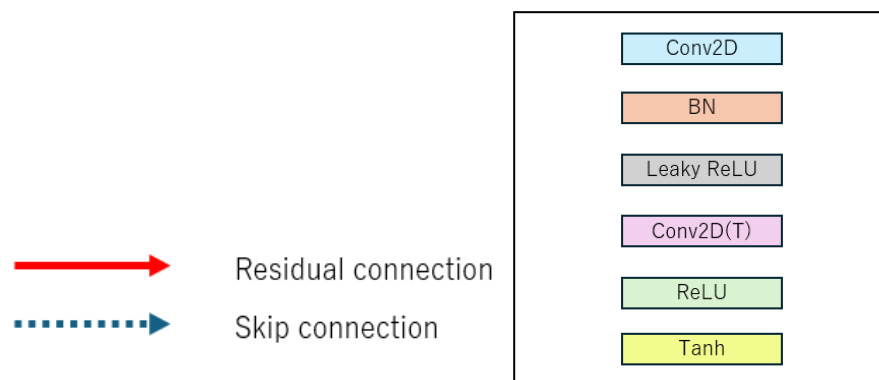 Conv2D
BN
Leaky ReLU
Conv2D(T)
ReLU
Tanh
Residual connection
Skip connection